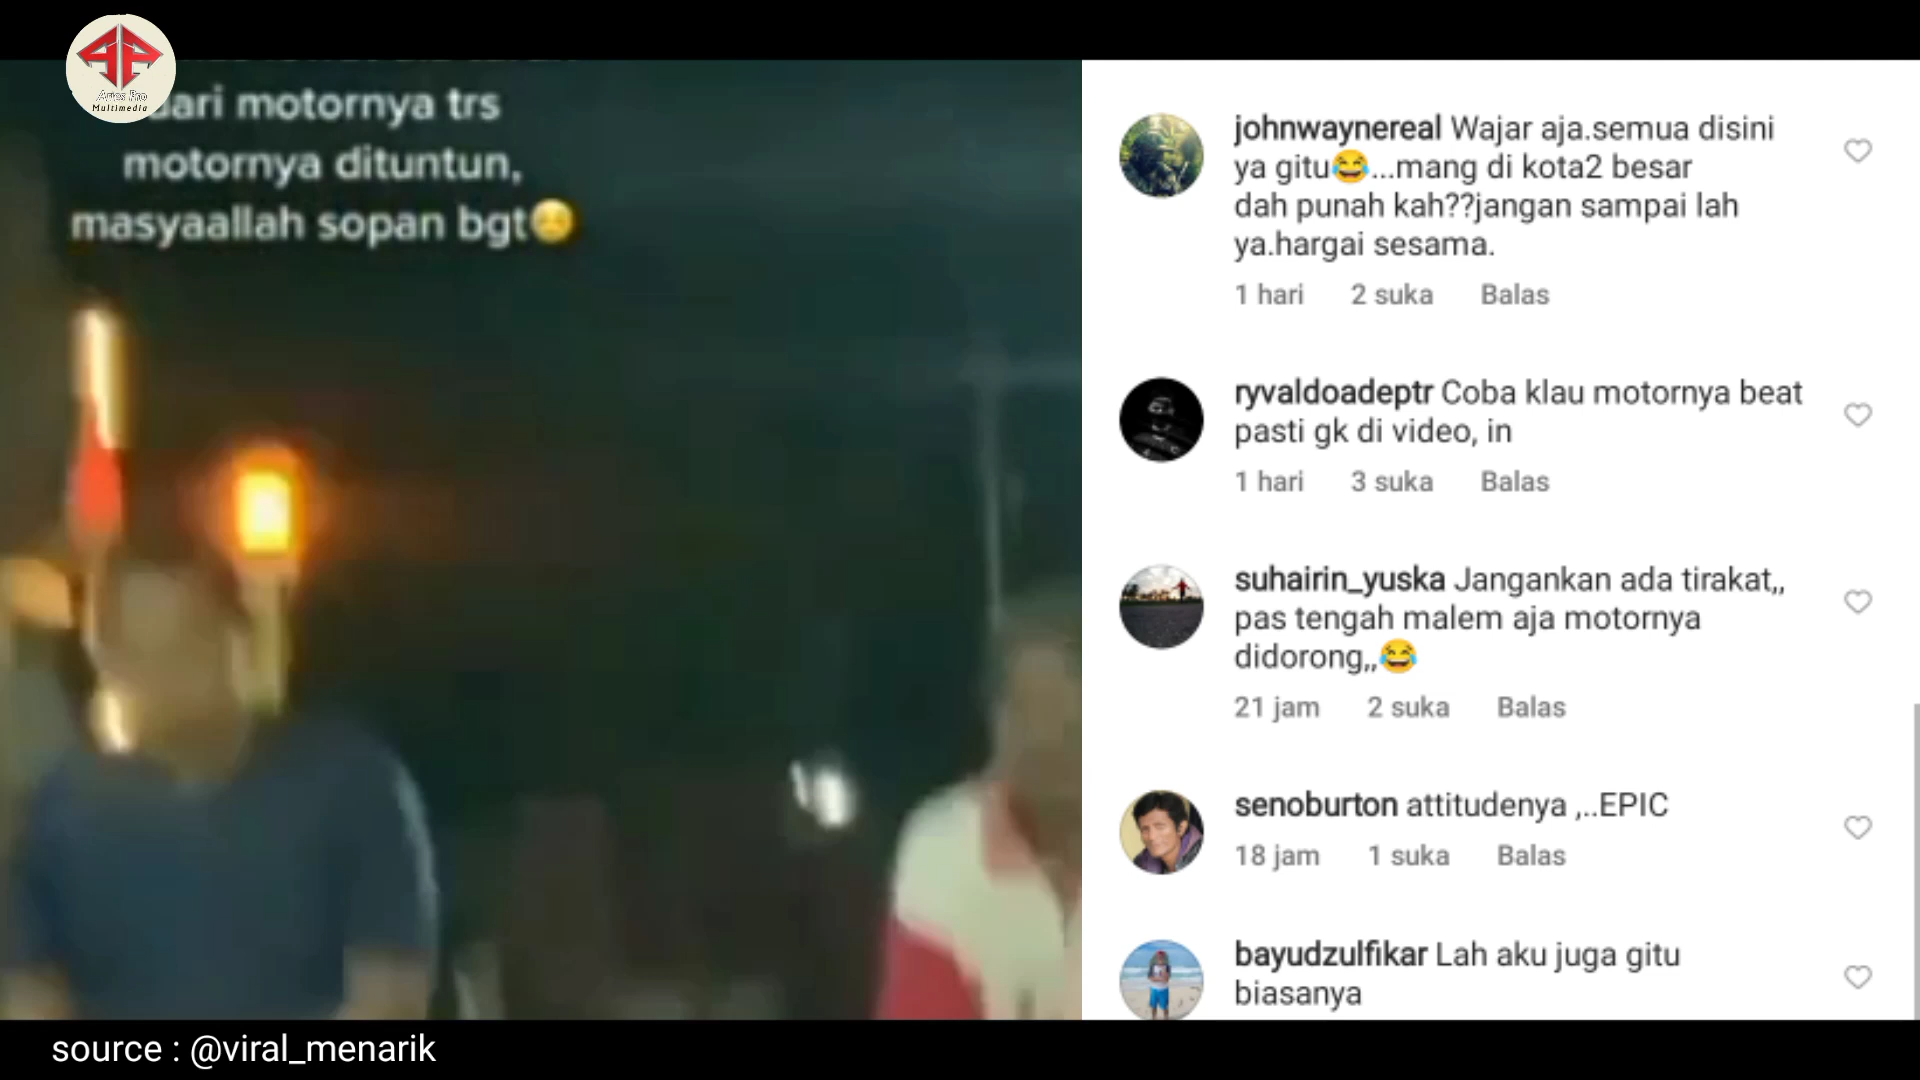 Aries Pro
Multimedia
dari motornya trs
motornya dituntun,
masyaallah sopan bgt😔
johnwaynereal Wajar aja.semua disini
ya gitu😂...mang di kota2 besar
dah punah kah??jangan sampai lah
ya.hargai sesama.
1 hari 2 suka Balas
ryvaldoadeptr Coba klau motornya beat
pasti gk di video, in
1 hari 3 suka Balas
suhairin_yuska Jangankan ada tirakat,,
pas tengah malem aja motornya
didorong,,😂
21 jam 2 suka Balas
senoburton attitudenya ,..EPIC
18 jam 1 suka Balas
bayudzulfikar Lah aku juga gitu
biasanya
source : @viral_menarik